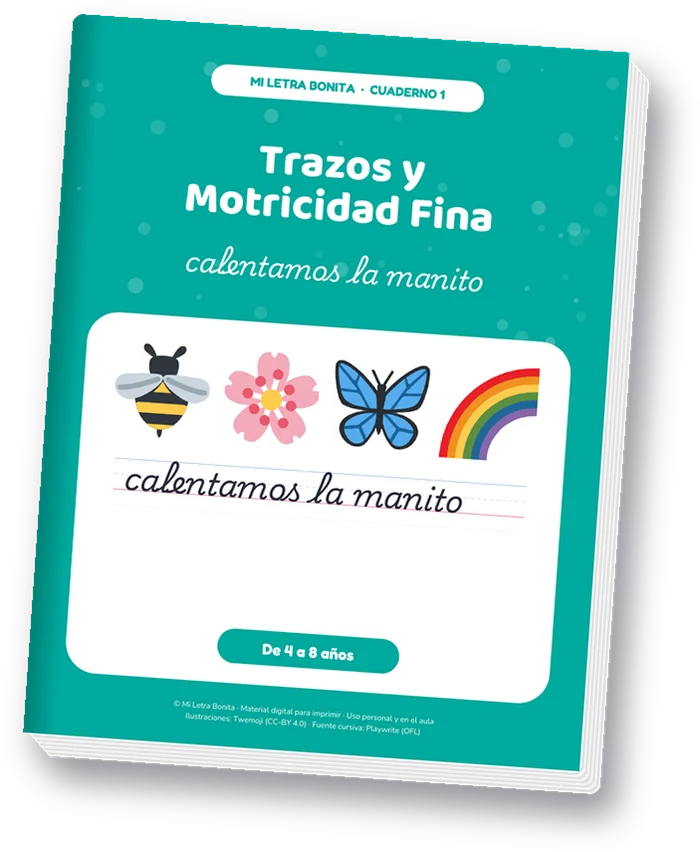 MI LETRA BONITA · CUADERNO 1
Trazos y
Motricidad Fina
calentamos la manito
calentamos la manito
De 4 a 8 años
© Mi Letra Bonita · Material digital para imprimir · Uso personal y en el aula
Ilustraciones: Twemoji (CC-BY 4.0) · Fuente cursiva: Playwrite (OFL)